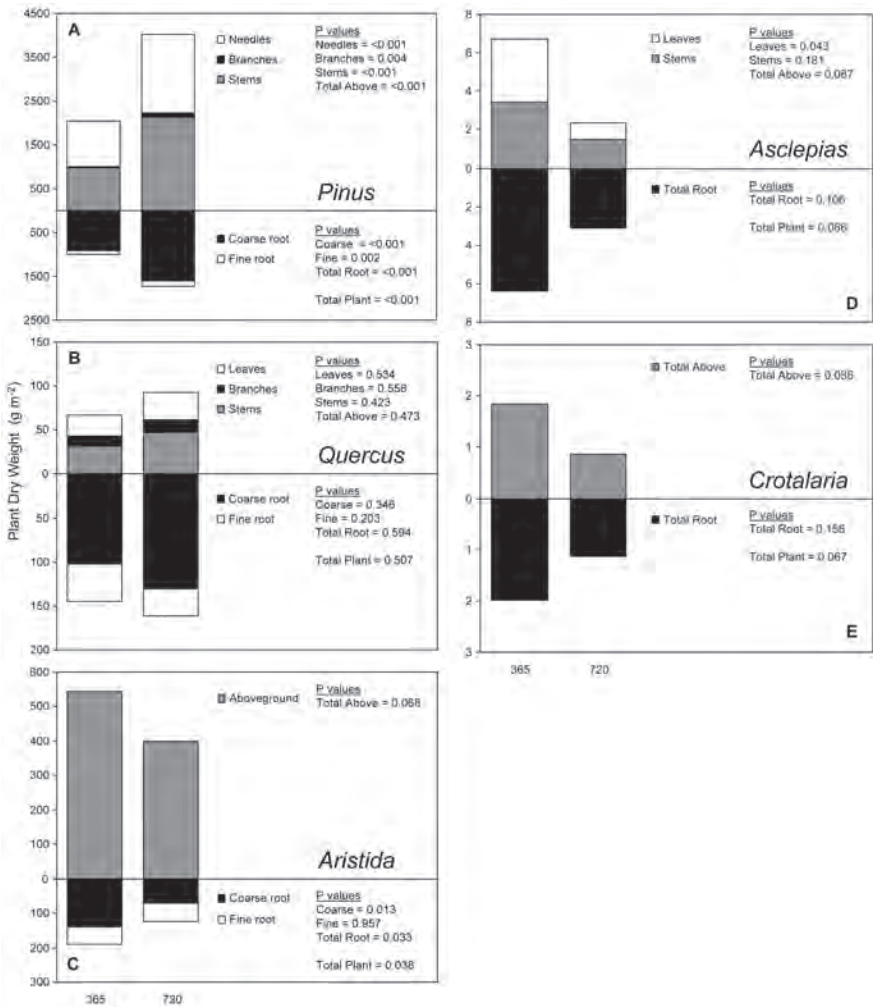 Plant Dry Weight (g m-2)
4500
3500
2500
1500
500
500
1500
2500
A
Needles
Branches
Stems
P values
Needles = <0.001
Branches = 0.004
Stems = <0.001
Total Above = <0.001
Pinus
Coarse root
Fine root
P values
Coarse = <0.001
Fine = 0.002
Total Root = <0.001
Total Plant = <0.001
150
100
50
0
50
100
150
200
B
Leaves
Branches
Stems
P values
Leaves = 0.534
Branches = 0.558
Stems = 0.423
Total Above = 0.473
Quercus
Coarse root
Fine root
P values
Coarse = 0.346
Fine = 0.203
Total Root = 0.594
Total Plant = 0.507
600
500
400
300
200
100
0
100
200
300
C
Aboveground
P values
Total Above = 0.068
Aristida
Coarse root
Fine root
P values
Coarse = 0.013
Fine = 0.957
Total Root = 0.033
Total Plant = 0.038
365
720
8
6
4
2
0
2
4
6
8
Leaves
Stems
P values
Leaves = 0.043
Stems = 0.181
Total Above = 0.087
Asclepias
Total Root
P values
Total Root = 0.106
Total Plant = 0.066
D
3
2
1
0
1
2
3
Total Above
P values
Total Above = 0.086
Crotalaria
Total Root
P values
Total Root = 0.156
Total Plant = 0.067
E
365
720